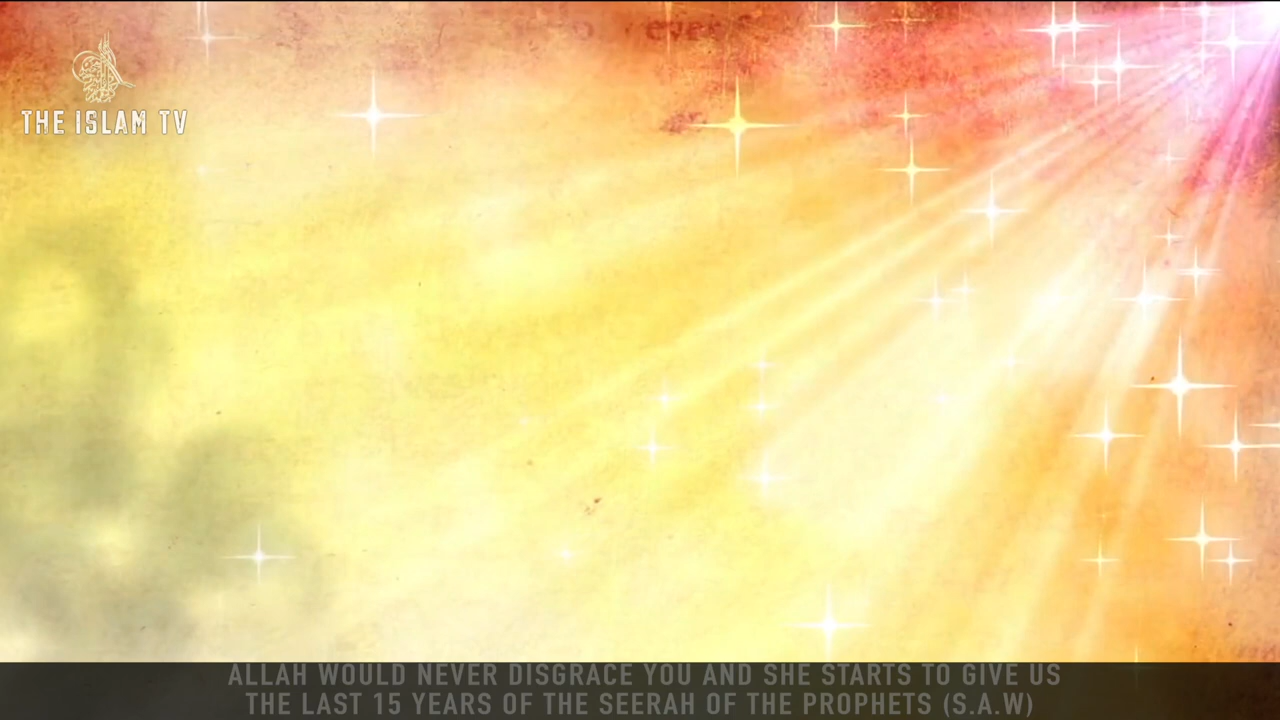 ever
THE ISLAM TV
ALLAH WOULD NEVER DISGRACE YOU AND SHE STARTS TO GIVE US
THE LAST 15 YEARS OF THE SEERAH OF THE PROPHETS (S.A.W)